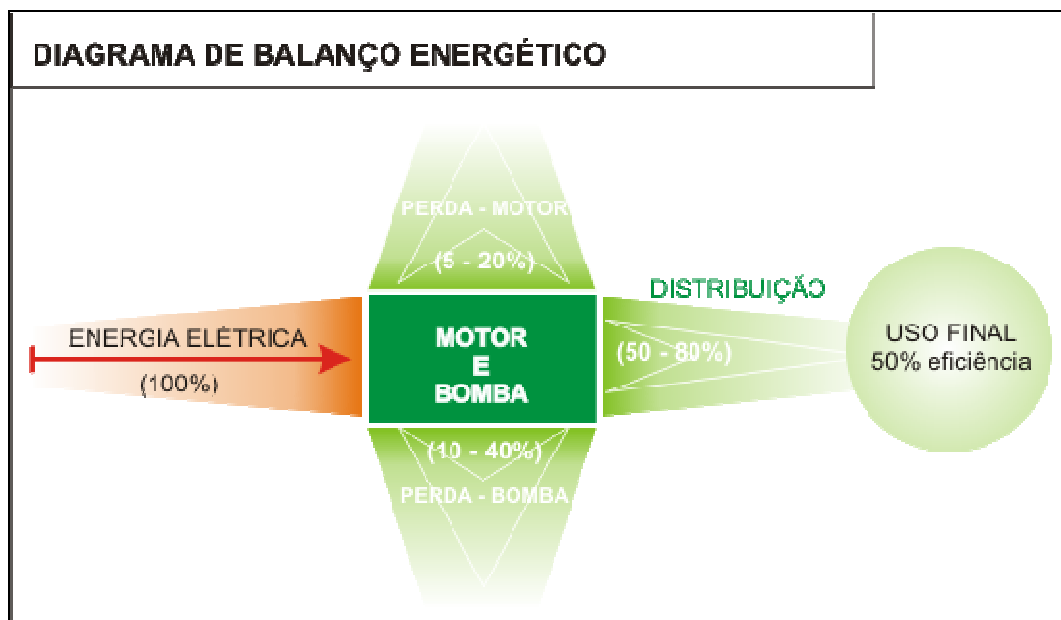 DIAGRAMA DE BALANÇO ENERGÉTICO
PERDA - MOTOR
(5 - 20%)
ENERGIA ELÉTRICA
(100%)
MOTOR
E
BOMBA
DISTRIBUIÇÃO
(50 - 80%)
USO FINAL
50% eficiência
(10 - 40%)
PERDA - BOMBA